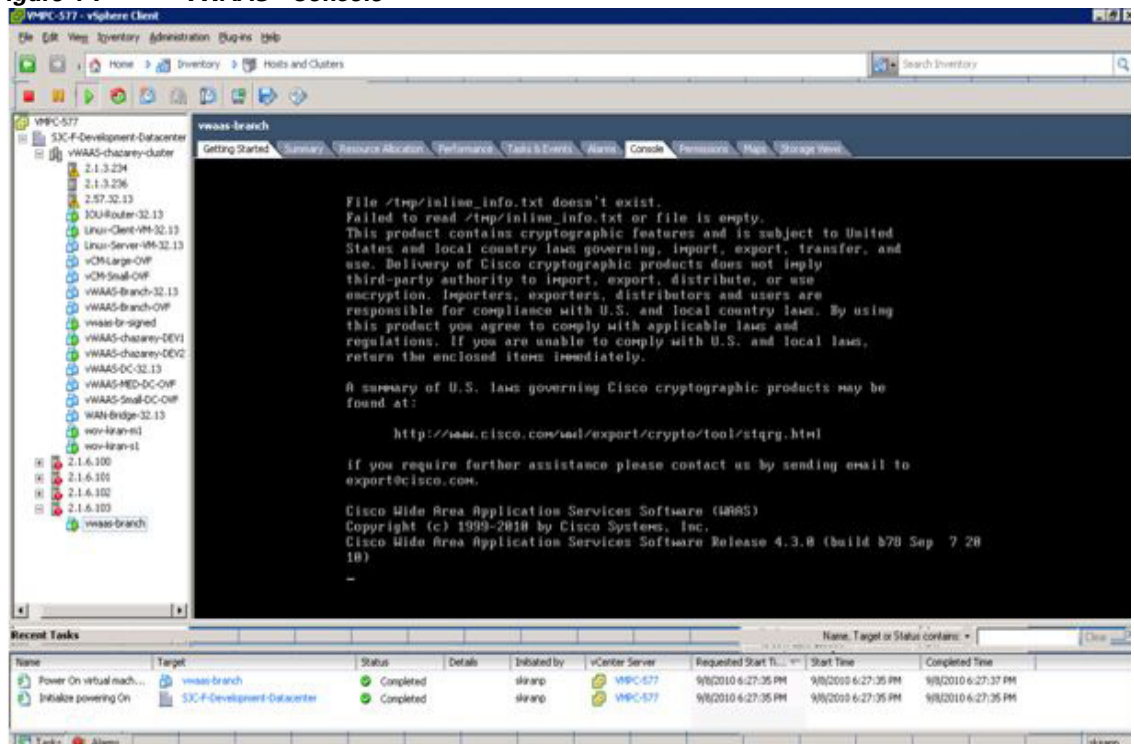 VMPC-577 - vSphere Client
File Edit View Inventory Administration Plug-ins Help
Home Inventory Hosts and Clusters
Search Inventory
VMPC-577
SJC-F-Development-Datacenter
vWAAS-chazarey-cluster
2.1.3.234
2.1.3.236
2.57.32.13
IOU-Router-32.13
Linux-Client-VM-32.13
Linux-Server-VM-32.13
vCM-Large-OVF
vCM-Small-OVF
vWAAS-Branch-32.13
vWAAS-Branch-OVF
vwaas-br-signed
vWAAS-chazarey-DEV1
vWAAS-chazarey-DEV2
vWAAS-DC-32.13
vWAAS-MED-DC-OVF
vWAAS-Small-DC-OVF
WAN-Bridge-32.13
wov-kiran-m1
wov-kiran-s1
2.1.6.100
2.1.6.101
2.1.6.102
2.1.6.103
vwaas-branch
vwaas-branch
Getting Started Summary Resource Allocation Performance Tasks & Events Alarms Console Permissions Maps Storage Views
File /tmp/inline_info.txt doesn't exist.
Failed to read /tmp/inline_info.txt or file is empty.
This product contains cryptographic features and is subject to United
States and local country laws governing, import, export, transfer, and
use. Delivery of Cisco cryptographic products does not imply
third-party authority to import, export, distribute, or use
encryption. Importers, exporters, distributors and users are
responsible for compliance with U.S. and local country laws. By using
this product you agree to comply with applicable laws and
regulations. If you are unable to comply with U.S. and local laws,
return the enclosed items immediately.
A summary of U.S. laws governing Cisco cryptographic products may be
found at:
http://www.cisco.com/wwl/export/crypto/tool/stqrg.html
if you require further assistance please contact us by sending email to
export@cisco.com.
Cisco Wide Area Application Services Software (WAAS)
Copyright (c) 1999-2010 by Cisco Systems, Inc.
Cisco Wide Area Application Services Software Release 4.3.0 (build b78 Sep 7 20
10)
Recent Tasks
Name, Target or Status contains: Clear
Name Target Status Details Initiated by vCenter Server Requested Start Ti... Start Time Completed Time
Power On virtual mach... vwaas-branch Completed skiranp VMPC-577 9/8/2010 6:27:35 PM 9/8/2010 6:27:35 PM 9/8/2010 6:27:37 PM
Initialize powering On SJC-F-Development-Datacenter Completed skiranp VMPC-577 9/8/2010 6:27:35 PM 9/8/2010 6:27:35 PM 9/8/2010 6:27:35 PM
Tasks Alarms skiranp